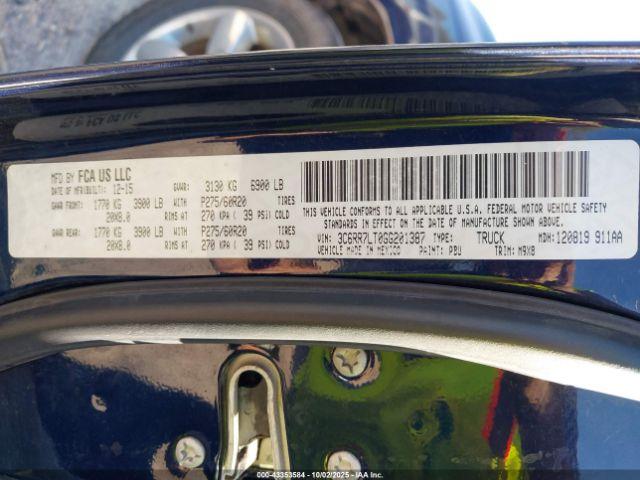 MFD BY FCA US LLC
DATE OF MFR(BUILT): 12-15 GVWR: 3130 KG 6900 LB
GAWR FRONT: 1770 KG 3900 LB WITH P275/60R20 TIRES
20X8.0 RIMS AT 270 KPA ( 39 PSI) COLD
GAWR REAR: 1770 KG 3900 LB WITH P275/60R20 TIRES
20X8.0 RIMS AT 270 KPA ( 39 PSI) COLD
THIS VEHICLE CONFORMS TO ALL APPLICABLE U.S.A. FEDERAL MOTOR VEHICLE SAFETY
STANDARDS IN EFFECT ON THE DATE OF MANUFACTURE SHOWN ABOVE
VIN: 3C6RR7LT0GG201387 TYPE: TRUCK MDH: 120819 911AA
VEHICLE MADE IN MEXICO PAINT: PBU TRIM: M9X8
000-43353584 10/02/2025 IAAI.COM